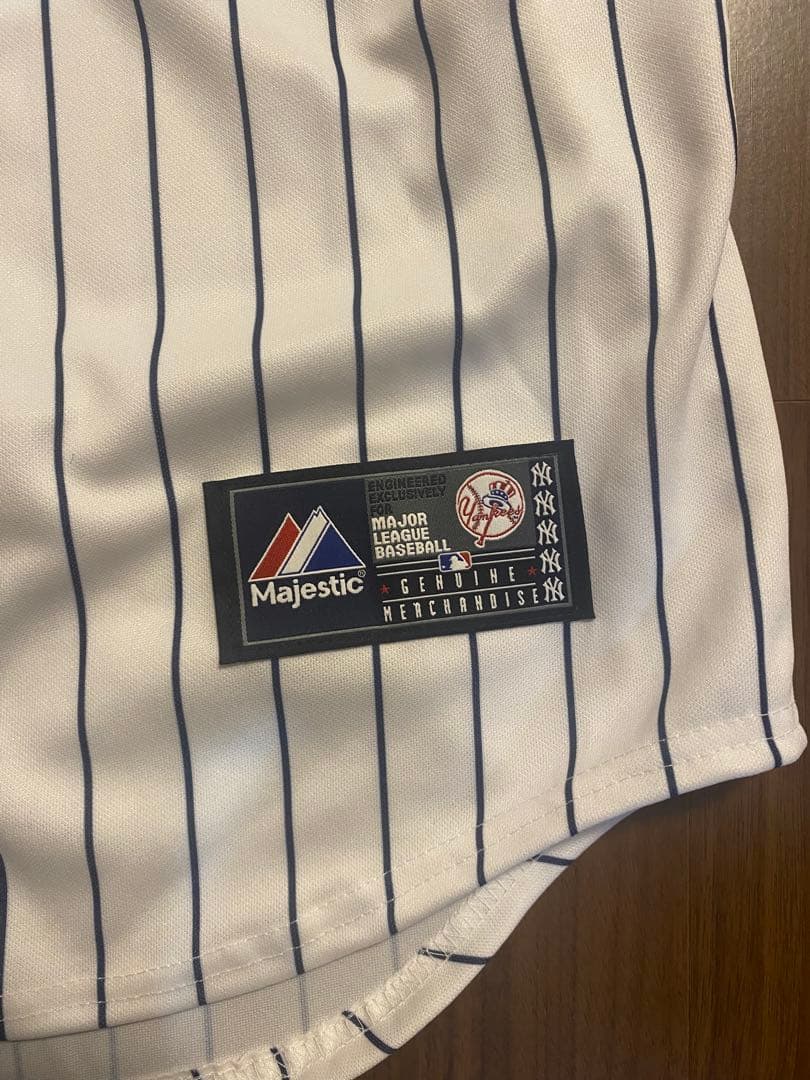 Majestic®
ENGINEERED
EXCLUSIVELY
FOR
MAJOR
LEAGUE
BASEBALL
Yankees
GENUINE
MERCHANDISE
NY
NY
NY
NY
NY